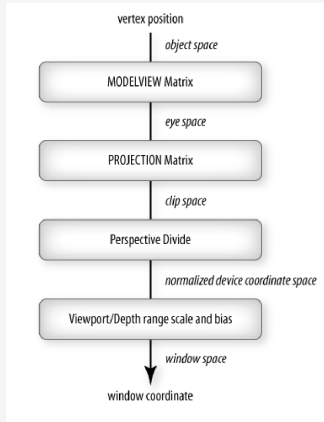 vertex position
object space
MODELVIEW Matrix
eye space
PROJECTION Matrix
clip space
Perspective Divide
normalized device coordinate space
Viewport/Depth range scale and bias
window space
window coordinate